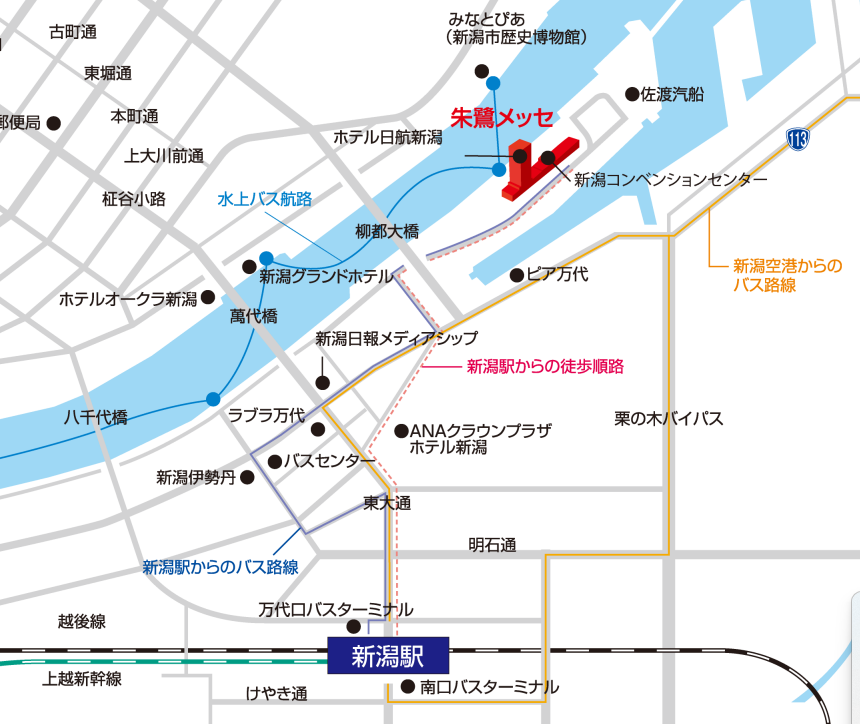 みなとぴあ
(新潟市歴史博物館)
古町通
東堀通
佐渡汽船
本町通
郵便局
朱鷺メッセ
ホテル日航新潟
113
上大川前通
新潟コンベンションセンター
柾谷小路
水上バス航路
柳都大橋
新潟空港からの
バス路線
新潟グランドホテル
ピア万代
ホテルオークラ新潟
萬代橋
新潟日報メディアシップ
新潟駅からの徒歩順路
八千代橋
ラブラ万代
栗の木バイパス
ANAクラウンプラザ
ホテル新潟
バスセンター
新潟伊勢丹
東大通
明石通
新潟駅からのバス路線
万代口バスターミナル
越後線
新潟駅
上越新幹線
南口バスターミナル
けやき通